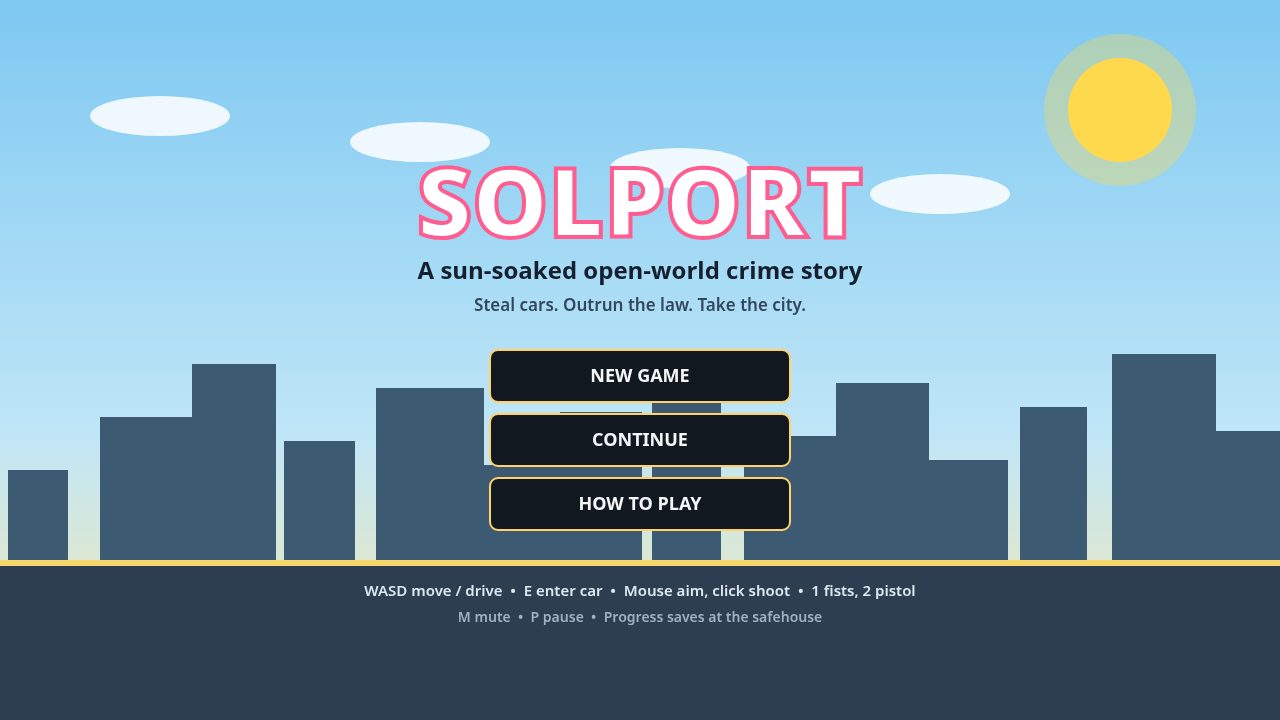 SOLPORT
A sun-soaked open-world crime story
Steal cars. Outrun the law. Take the city.
NEW GAME
CONTINUE
HOW TO PLAY
WASD move / drive • E enter car • Mouse aim, click shoot • 1 fists, 2 pistol
M mute • P pause • Progress saves at the safehouse